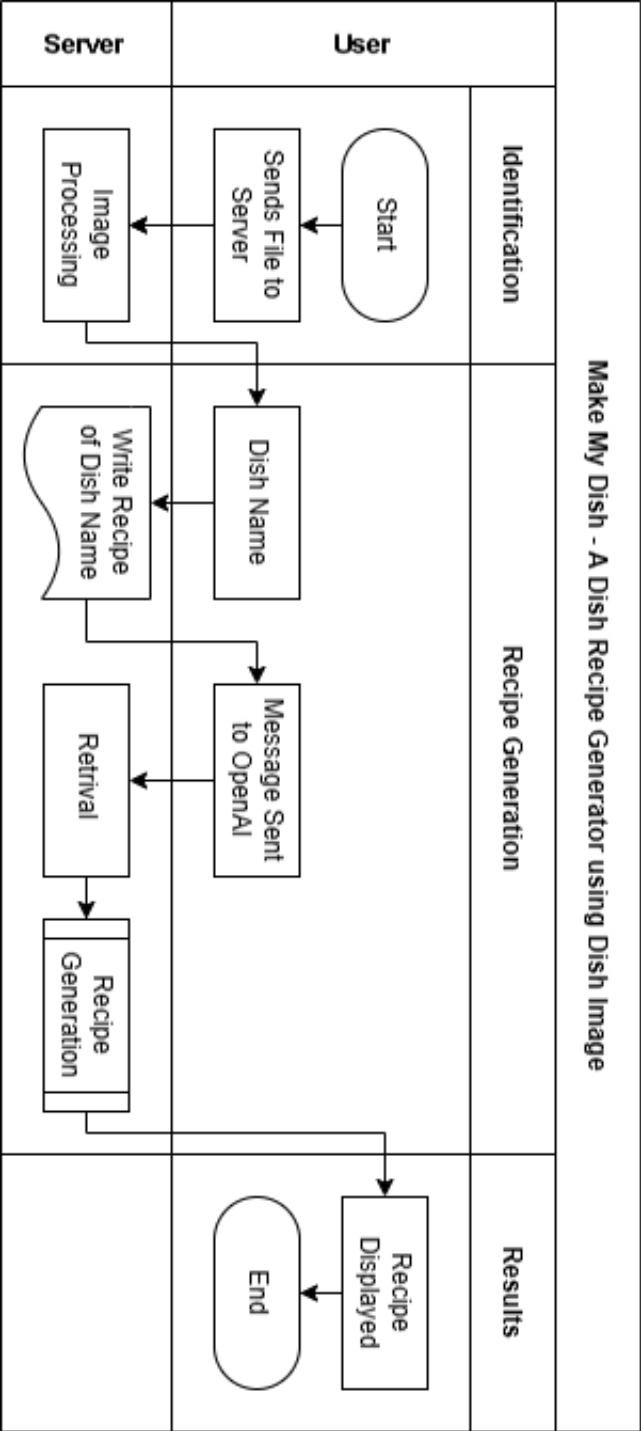 Make My Dish - A Dish Recipe Generator using Dish Image
Identification
Recipe Generation
Results
User
Start
Sends File to
Server
Dish Name
Message Sent
to OpenAI
Recipe
Displayed
End
Server
Image
Processing
Write Recipe
of Dish Name
Retrival
Recipe
Generation